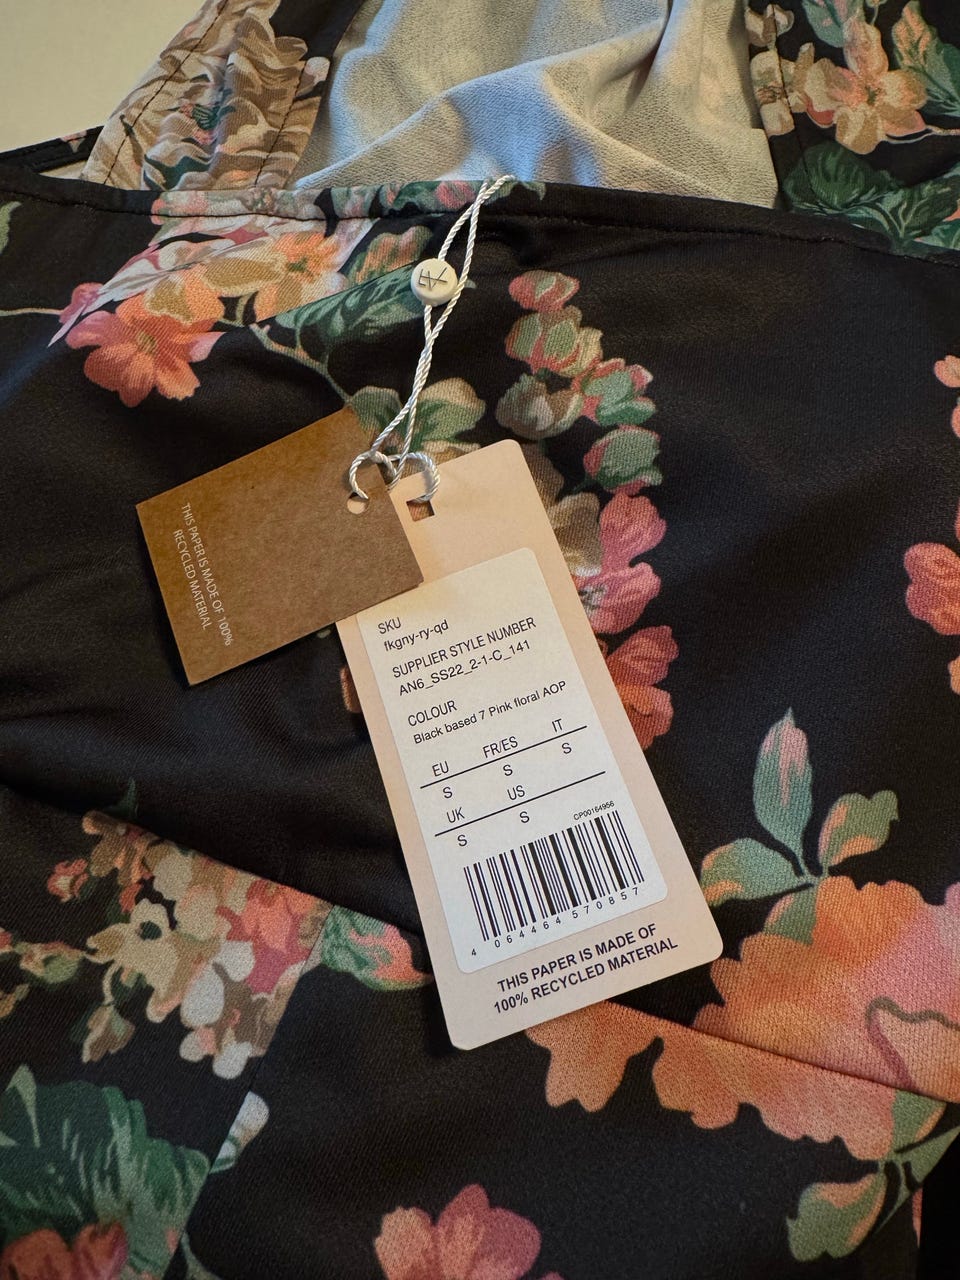 THIS PAPER IS MADE OF 100%
RECYCLED MATERIAL
SKU
fkgny-ry-qd
SUPPLIER STYLE NUMBER
AN6_SS22_2-1-C_141
COLOUR
Black based 7 Pink floral AOP
EU FR/ES IT
S S S
UK US
S S
CP00164956
4 064464 570857
THIS PAPER IS MADE OF
100% RECYCLED MATERIAL